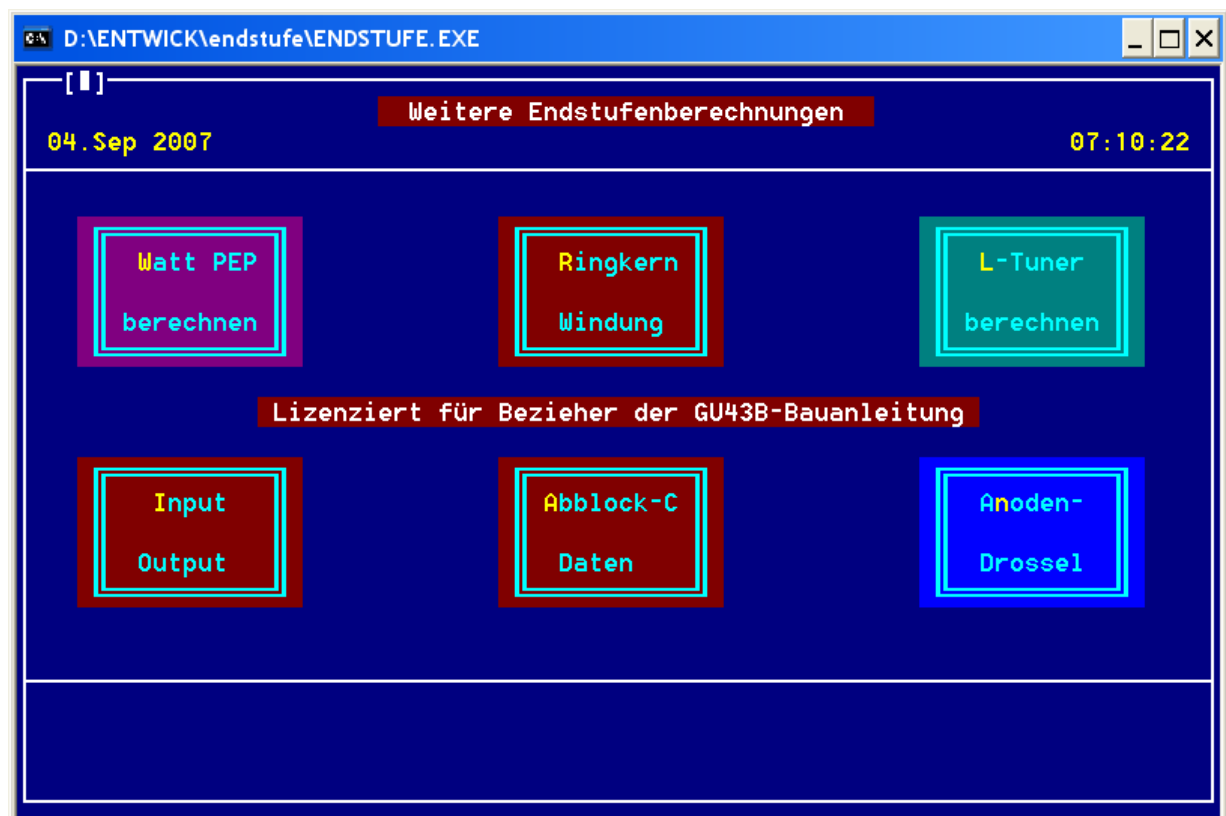 D:\ENTWICK\endstufe\ENDSTUFE.EXE
[▮]
Weitere Endstufenberechnungen
04.Sep 2007 07:10:22
Watt PEP
berechnen
Ringkern
Windung
L-Tuner
berechnen
Lizenziert für Bezieher der GU43B-Bauanleitung
Input
Output
Abblock-C
Daten
Anoden-
Drossel